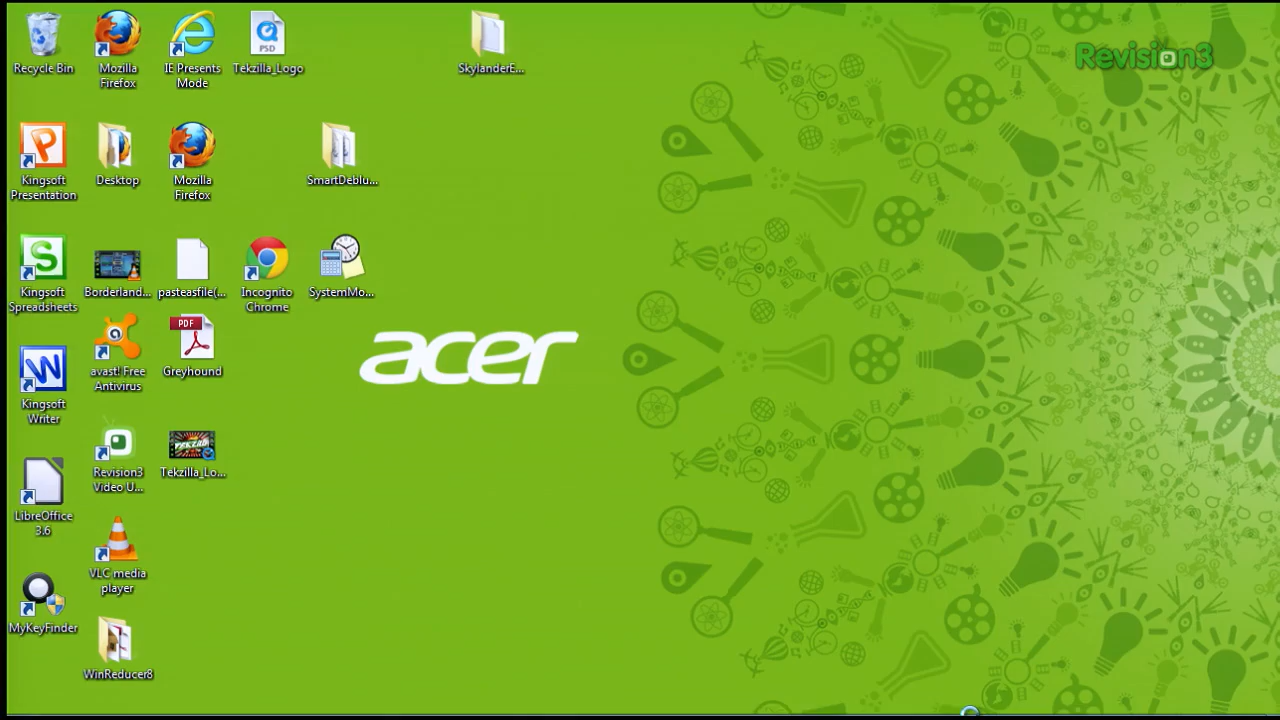 Recycle Bin
Mozilla
Firefox
IE Presents
Mode
Tekzilla_Logo
PSD
SkylanderE...
Revision3
Kingsoft
Presentation
Desktop
Mozilla
Firefox
SmartDeblu...
Kingsoft
Spreadsheets
Borderland...
pasteasfile(...
Incognito
Chrome
SystemMo...
Kingsoft
Writer
avast! Free
Antivirus
PDF
Greyhound
acer
LibreOffice
3.6
Revision3
Video U...
Tekzilla_Lo...
MyKeyFinder
VLC media
player
WinReducer8